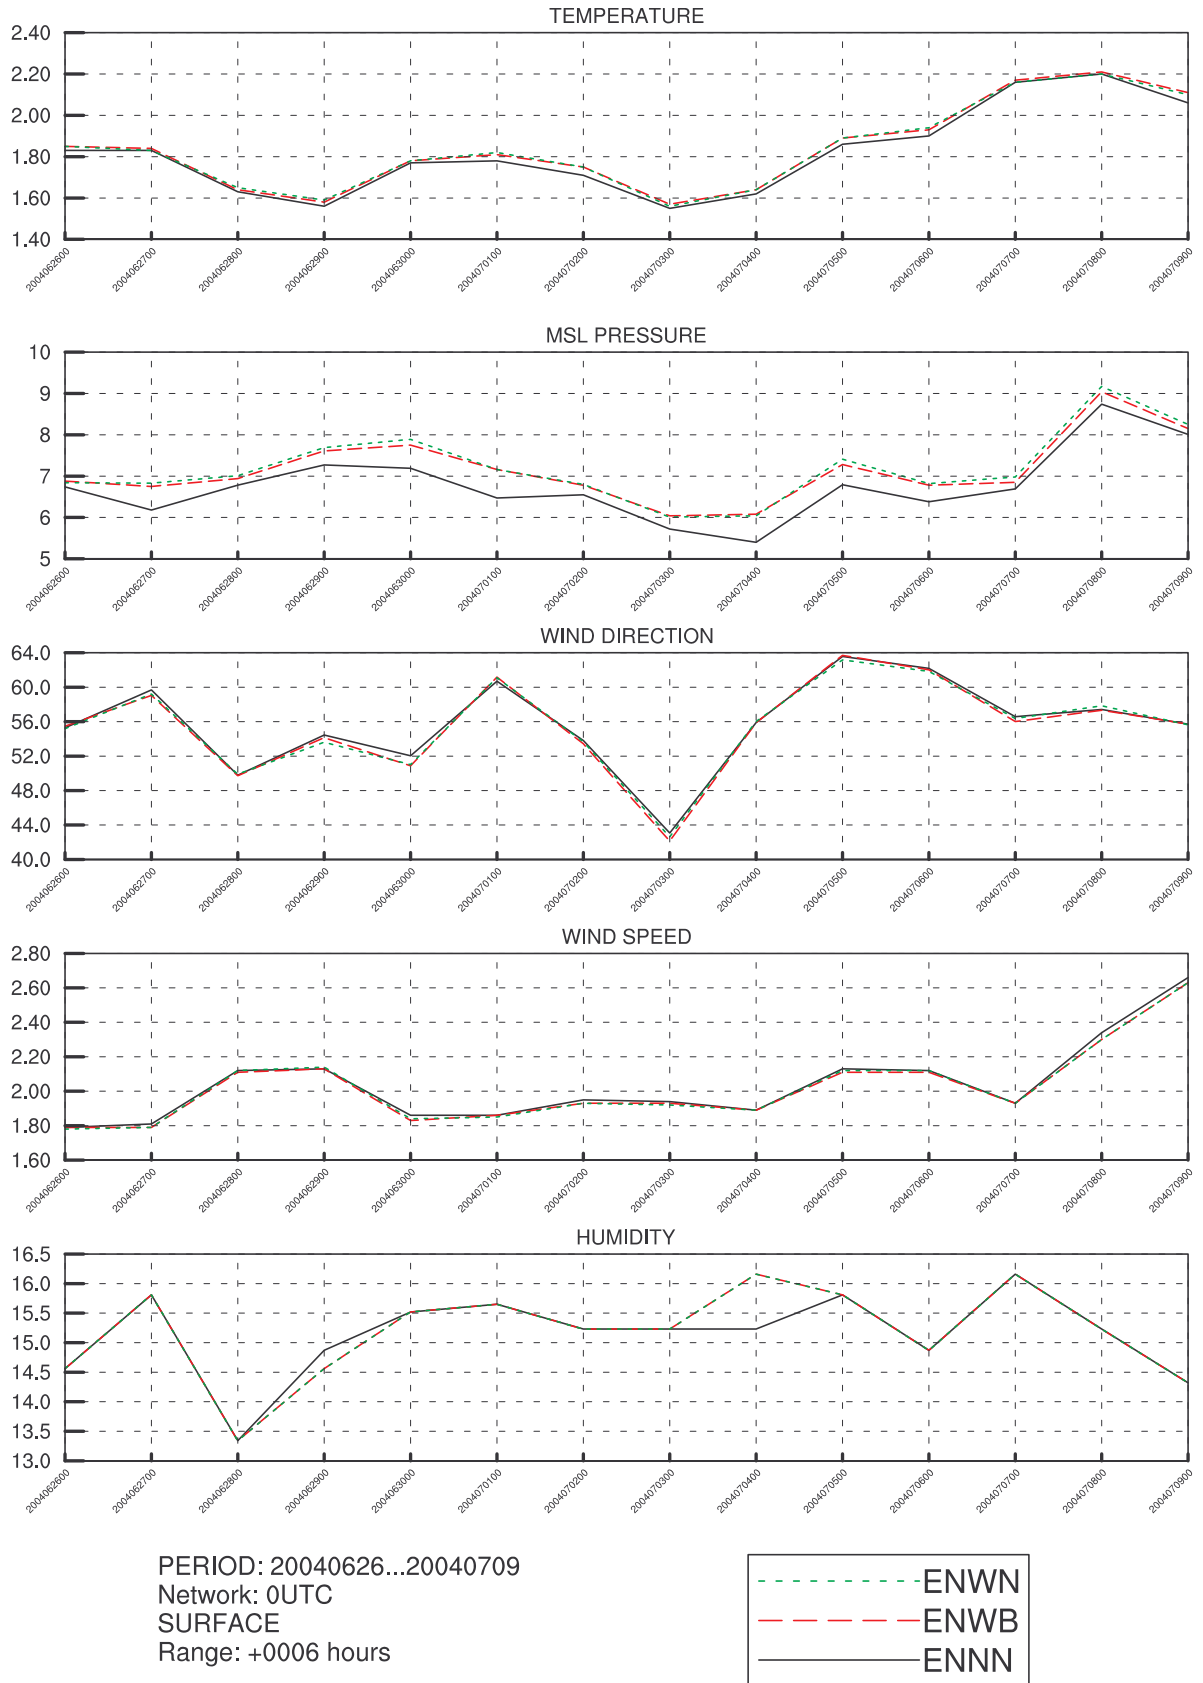 TEMPERATURE
2.40
2.20
2.00
1.80
1.60
1.40
2004062600 2004062700 2004062800 2004062900 2004063000 2004070100 2004070200 2004070300 2004070400 2004070500 2004070600 2004070700 2004070800 2004070900
MSL PRESSURE
10
9
8
7
6
5
2004062600 2004062700 2004062800 2004062900 2004063000 2004070100 2004070200 2004070300 2004070400 2004070500 2004070600 2004070700 2004070800 2004070900
WIND DIRECTION
64.0
60.0
56.0
52.0
48.0
44.0
40.0
2004062600 2004062700 2004062800 2004062900 2004063000 2004070100 2004070200 2004070300 2004070400 2004070500 2004070600 2004070700 2004070800 2004070900
WIND SPEED
2.80
2.60
2.40
2.20
2.00
1.80
1.60
2004062600 2004062700 2004062800 2004062900 2004063000 2004070100 2004070200 2004070300 2004070400 2004070500 2004070600 2004070700 2004070800 2004070900
HUMIDITY
16.5
16.0
15.5
15.0
14.5
14.0
13.5
13.0
2004062600 2004062700 2004062800 2004062900 2004063000 2004070100 2004070200 2004070300 2004070400 2004070500 2004070600 2004070700 2004070800 2004070900
PERIOD: 20040626...20040709
Network: 0UTC
SURFACE
Range: +0006 hours
ENWN
ENWB
ENNN